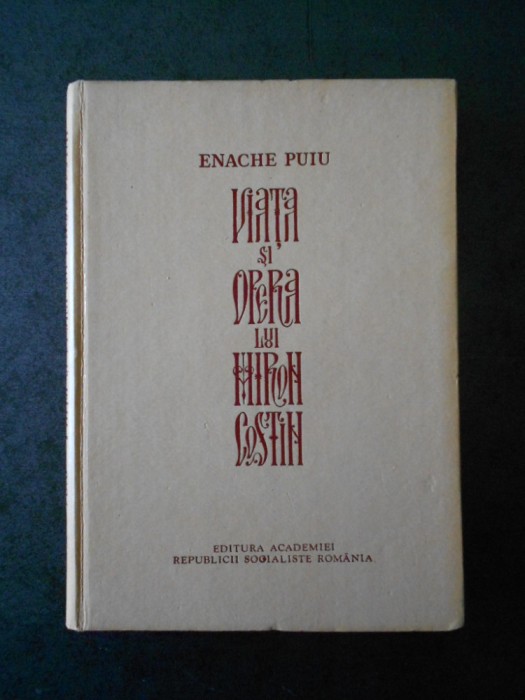 ENACHE PUIU
VIAȚA
ȘI
OPERA
LUI
MIRON
COSTIN
EDITURA ACADEMIEI
REPUBLICII SOCIALISTE ROMÂNIA